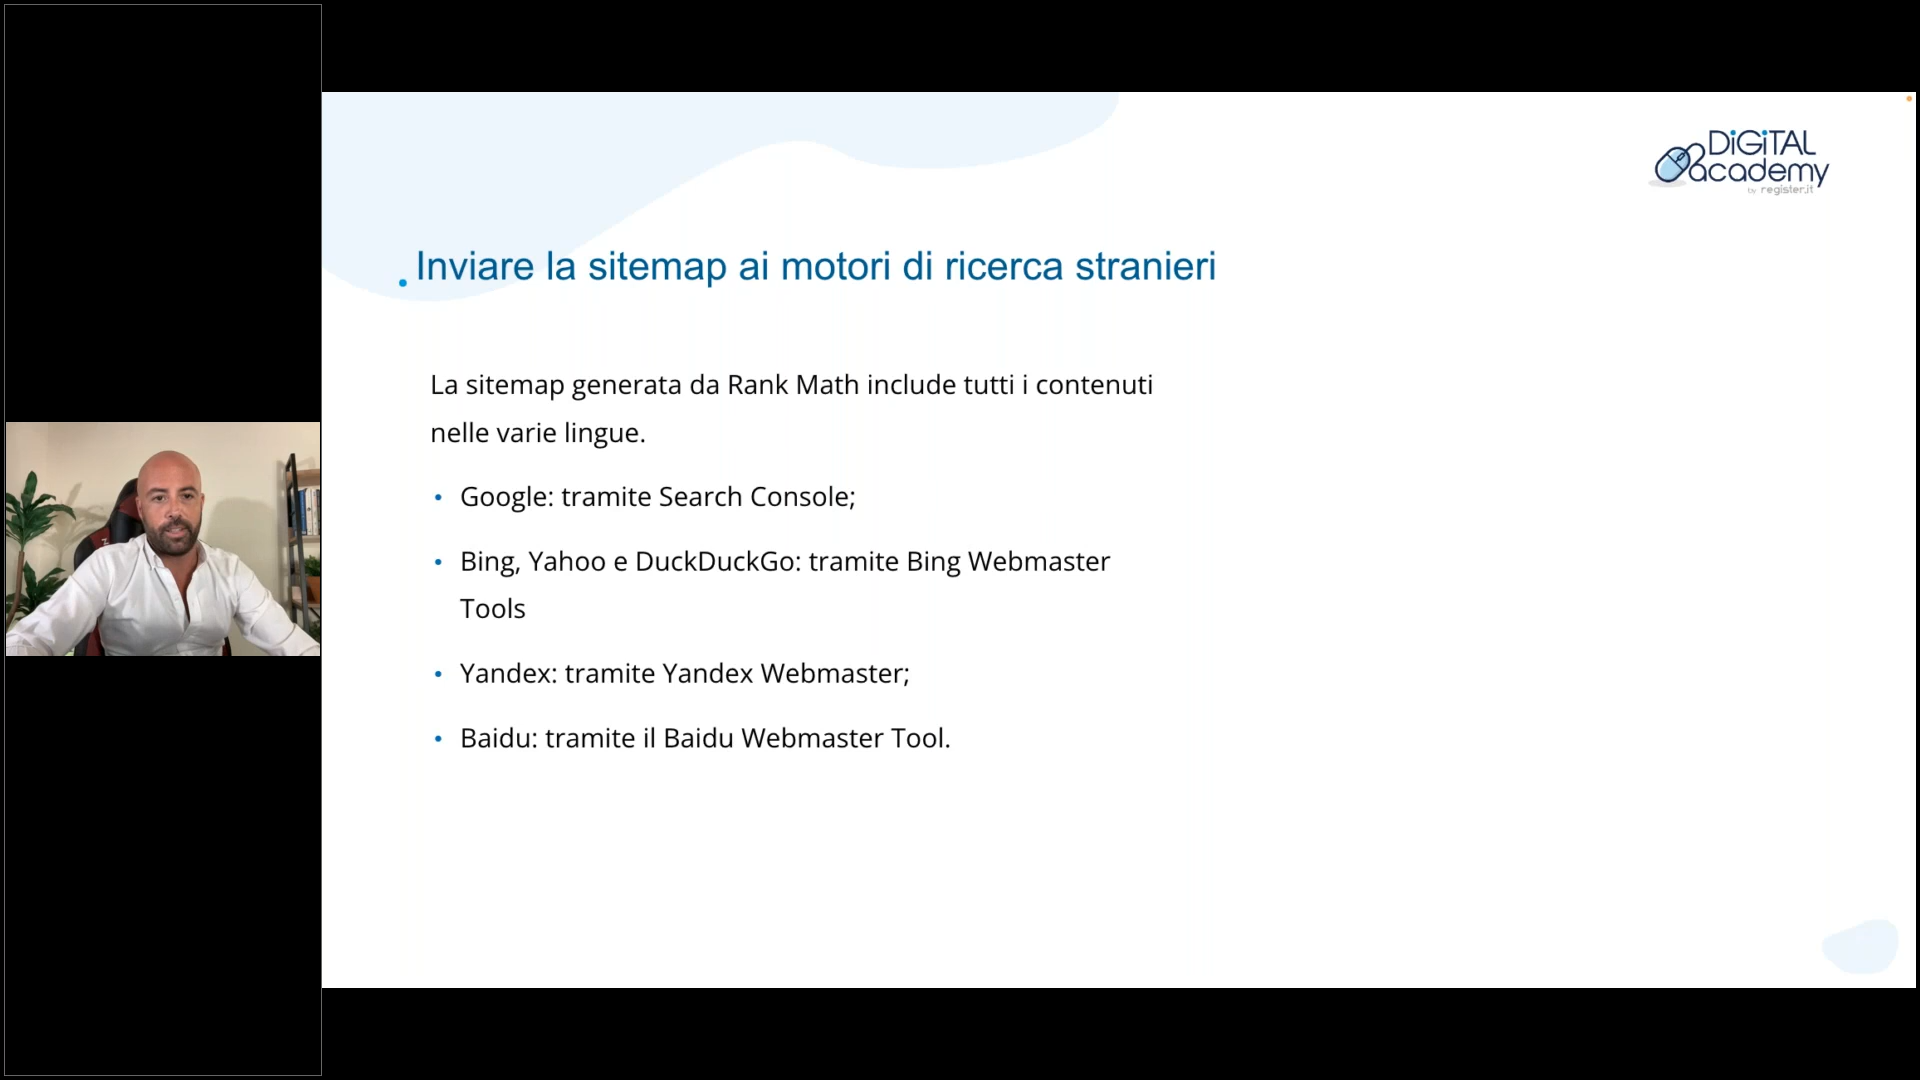 DiGiTAL
academy
by register.it
Inviare la sitemap ai motori di ricerca stranieri
La sitemap generata da Rank Math include tutti i contenuti
nelle varie lingue.
• Google: tramite Search Console;
• Bing, Yahoo e DuckDuckGo: tramite Bing Webmaster
Tools
• Yandex: tramite Yandex Webmaster;
• Baidu: tramite il Baidu Webmaster Tool.